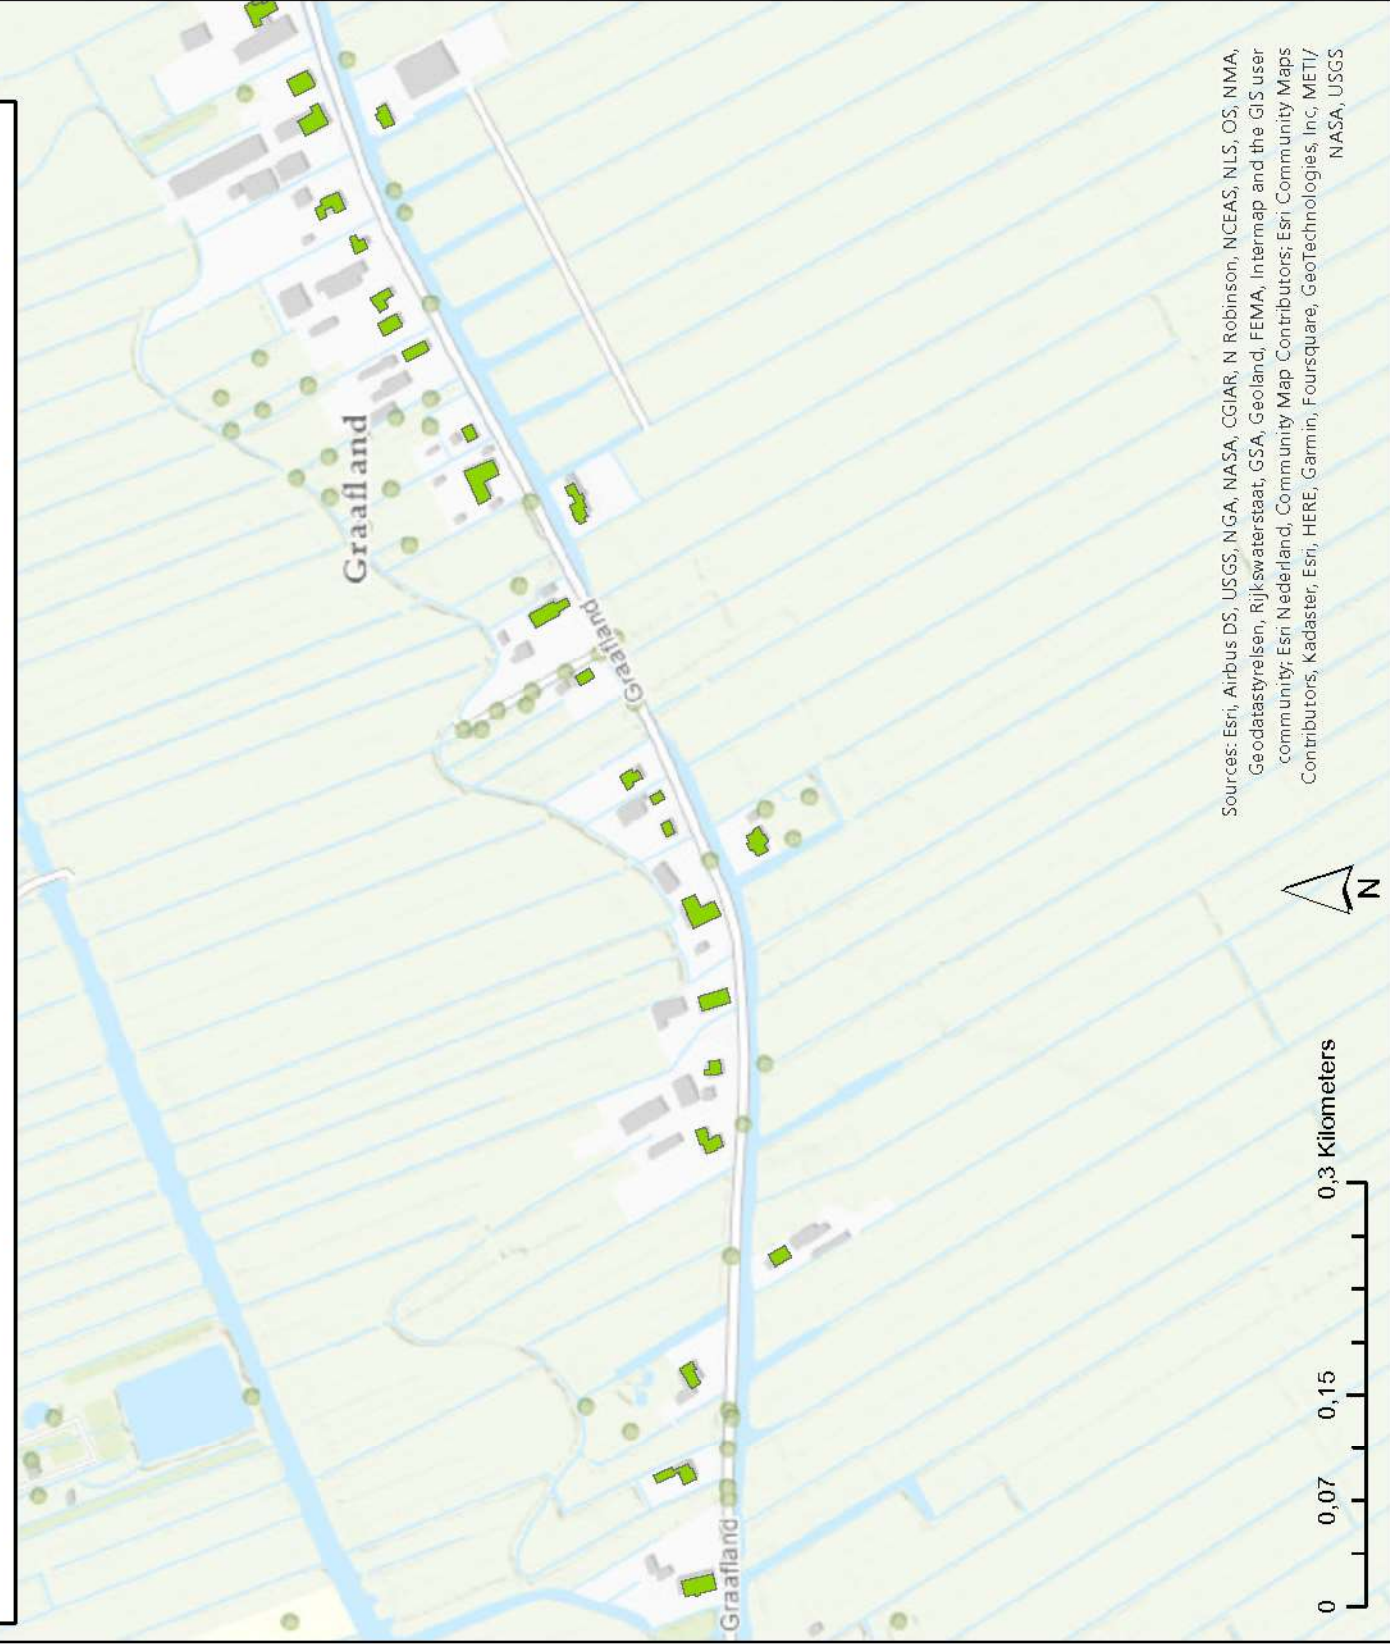 Graafland
Graafland
Graafland
Sources: Esri, Airbus DS, USGS, NGA, NASA, CGIAR, N Robinson, NCEAS, NLS, OS, NMA,
Geodatastyrelsen, Rijkswaterstaat, GSA, Geoland, FEMA, Intermap and the GIS user
community; Esri Nederland, Community Map Contributors; Esri Community Maps
Contributors, Kadaster, Esri, HERE, Garmin, Foursquare, GeoTechnologies, Inc, METI/
NASA, USGS
N
0 0,07 0,15 0,3 Kilometers